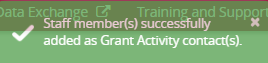 Data Exchange Training and Support
Staff member(s) successfully
added as Grant Activity contact(s).